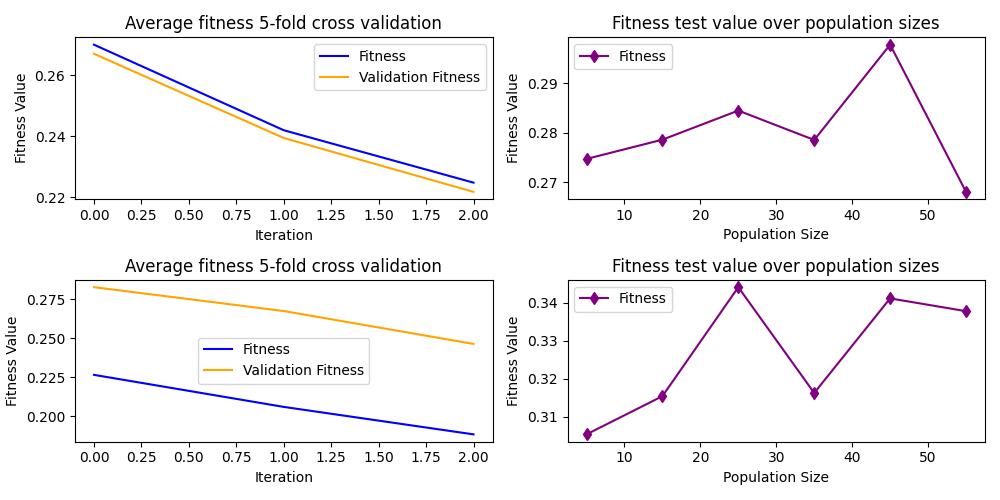 Average fitness 5-fold cross validation
Fitness Value
0.26
0.24
0.22
Fitness
Validation Fitness
0.00 0.25 0.50 0.75 1.00 1.25 1.50 1.75 2.00
Iteration
Fitness test value over population sizes
Fitness Value
0.29
0.28
0.27
Fitness
10 20 30 40 50
Population Size
Average fitness 5-fold cross validation
Fitness Value
0.275
0.250
0.225
0.200
Fitness
Validation Fitness
0.00 0.25 0.50 0.75 1.00 1.25 1.50 1.75 2.00
Iteration
Fitness test value over population sizes
Fitness Value
0.34
0.33
0.32
0.31
Fitness
10 20 30 40 50
Population Size